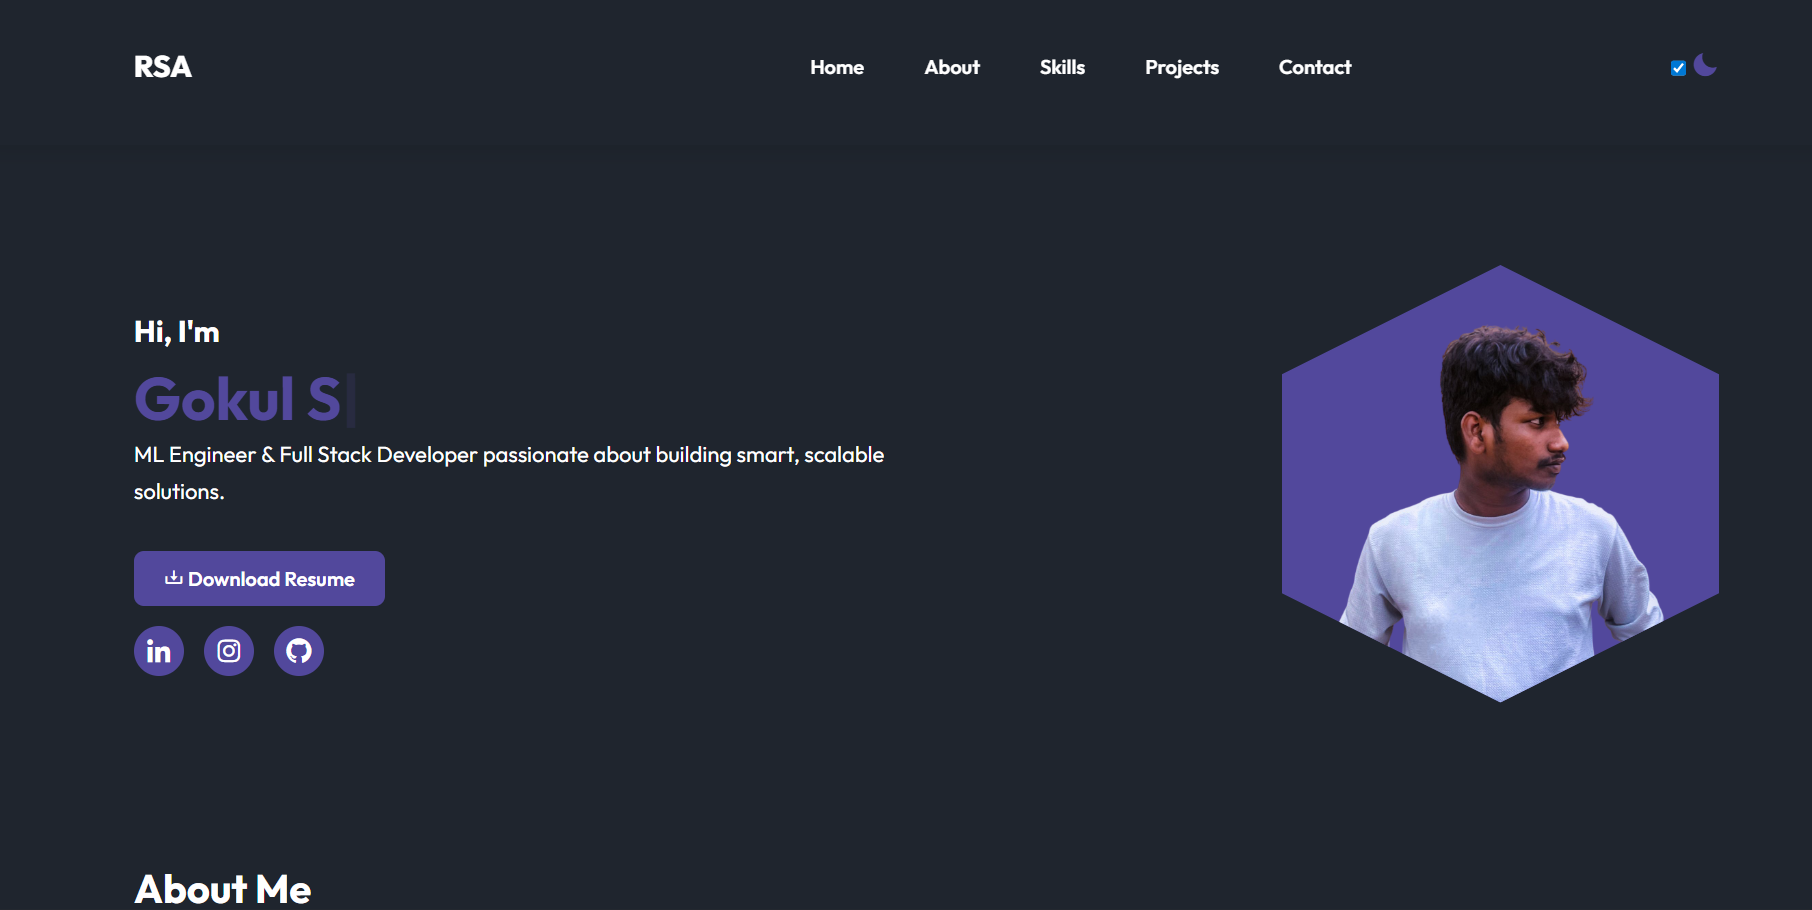 RSA
Home About Skills Projects Contact
Hi, I'm
Gokul S
ML Engineer & Full Stack Developer passionate about building smart, scalable
solutions.
Download Resume
in
About Me